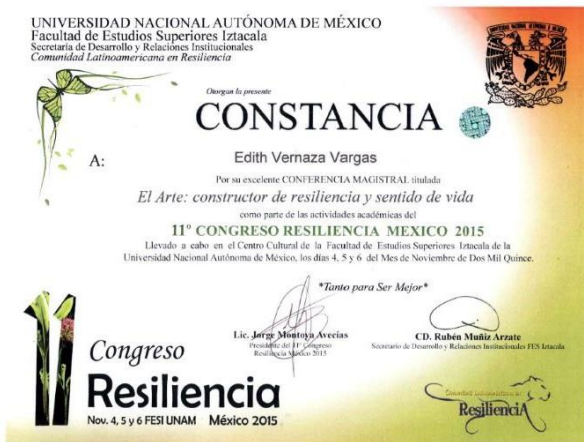 UNIVERSIDAD NACIONAL AUTÓNOMA DE MÉXICO
Facultad de Estudios Superiores Iztacala
Secretaría de Desarrollo y Relaciones Institucionales
Comunidad Latinoamericana en Resiliencia
Otorgan la presente
CONSTANCIA
A:
Edith Vernaza Vargas
Por su excelente CONFERENCIA MAGISTRAL titulada
El Arte: constructor de resiliencia y sentido de vida
como parte de las actividades académicas del
11° CONGRESO RESILIENCIA MEXICO 2015
Llevado a cabo en el Centro Cultural de la Facultad de Estudios Superiores Iztacala de la
Universidad Nacional Autónoma de México, los días 4, 5 y 6 del Mes de Noviembre de Dos Mil Quince.
*Tanto para Ser Mejor*
Lic. Jorge Montoya Avecias
Presidente del 11° Congreso
Resiliencia México 2015
CD. Rubén Muñiz Arzate
Secretario de Desarrollo y Relaciones Institucionales FES Iztacala
11 Congreso
Resiliencia
Nov. 4, 5 y 6 FESI UNAM México 2015
ResilienciA